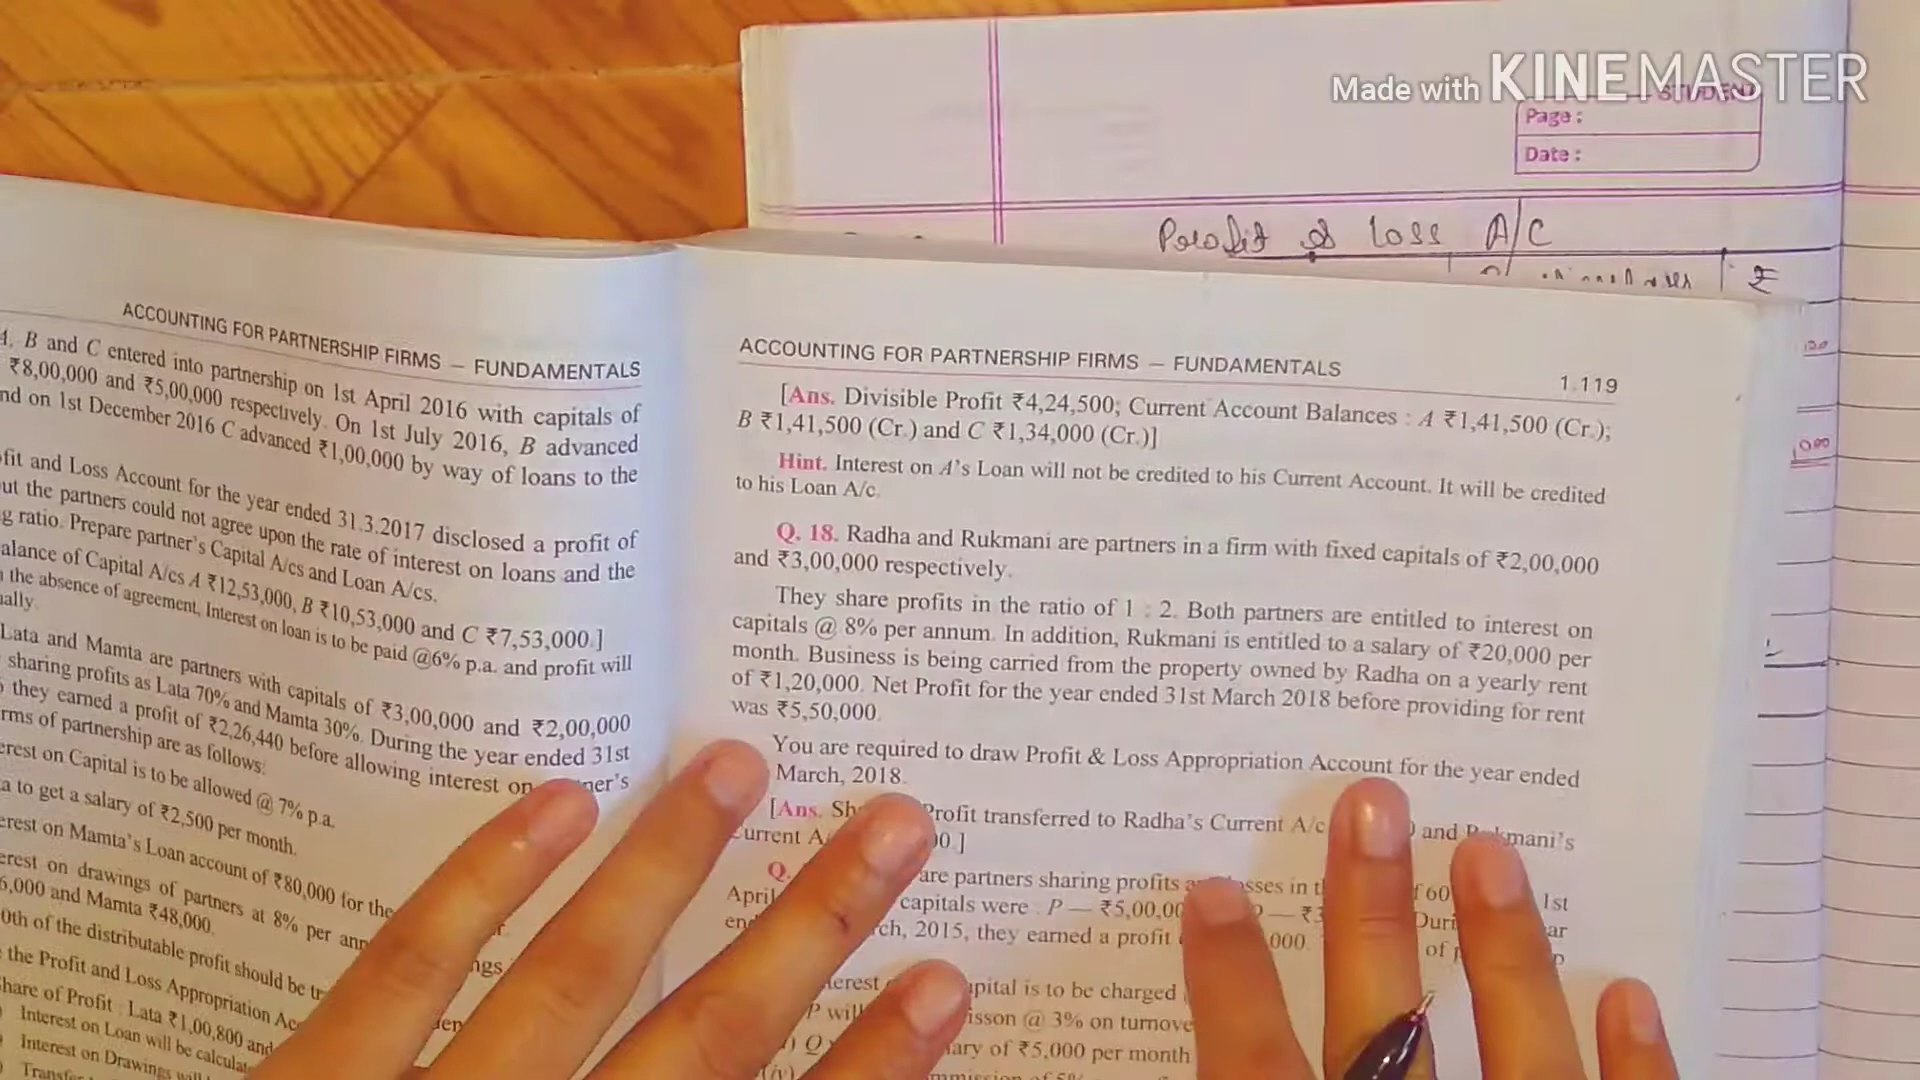 Made with KINEMASTER
STUDENT
Page :
Date :
Profit & Loss A/C
₹
ACCOUNTING FOR PARTNERSHIP FIRMS – FUNDAMENTALS
B and C entered into partnership on 1st April 2016 with capitals of
₹8,00,000 and ₹5,00,000 respectively. On 1st July 2016, B advanced
nd on 1st December 2016 C advanced ₹1,00,000 by way of loans to the
fit and Loss Account for the year ended 31.3.2017 disclosed a profit of
ut the partners could not agree upon the rate of interest on loans and the
g ratio. Prepare partner's Capital A/cs and Loan A/cs.
alance of Capital A/cs A ₹12,53,000, B ₹10,53,000 and C ₹7,53,000.]
the absence of agreement, Interest on loan is to be paid @6% p.a. and profit will
ally.
Lata and Mamta are partners with capitals of ₹3,00,000 and ₹2,00,000
sharing profits as Lata 70% and Mamta 30%. During the year ended 31st
they earned a profit of ₹2,26,440 before allowing interest on ner's
rms of partnership are as follows:
erest on Capital is to be allowed @ 7% p.a.
a to get a salary of ₹2,500 per month.
erest on Mamta's Loan account of ₹80,000 for the
erest on drawings of partners at 8% per ann
6,000 and Mamta ₹48,000.
0th of the distributable profit should be tr
the Profit and Loss Appropriation Acc
hare of Profit : Lata ₹1,00,800 and
Interest on Loan will be calculat
Interest on Drawings will
Transfer
ACCOUNTING FOR PARTNERSHIP FIRMS – FUNDAMENTALS
1.119
[Ans. Divisible Profit ₹4,24,500; Current Account Balances : A ₹1,41,500 (Cr.);
B ₹1,41,500 (Cr.) and C ₹1,34,000 (Cr.)]
Hint. Interest on A's Loan will not be credited to his Current Account. It will be credited
to his Loan A/c.
Q. 18. Radha and Rukmani are partners in a firm with fixed capitals of ₹2,00,000
and ₹3,00,000 respectively.
They share profits in the ratio of 1 : 2. Both partners are entitled to interest on
capitals @ 8% per annum. In addition, Rukmani is entitled to a salary of ₹20,000 per
month. Business is being carried from the property owned by Radha on a yearly rent
of ₹1,20,000. Net Profit for the year ended 31st March 2018 before providing for rent
was ₹5,50,000.
You are required to draw Profit & Loss Appropriation Account for the year ended
March, 2018.
[Ans. Sh Profit transferred to Radha's Current A/c and R kmani's
urrent A/ 00.]
Q. are partners sharing profits a sses in t f 60 1st
April capitals were : P — ₹5,00,00 — ₹3 Duri ar
en ch, 2015, they earned a profit 000. of p p
terest pital is to be charged
P wil isson @ 3% on turnove
Q lary of ₹5,000 per month
(iv) mmission of 5%